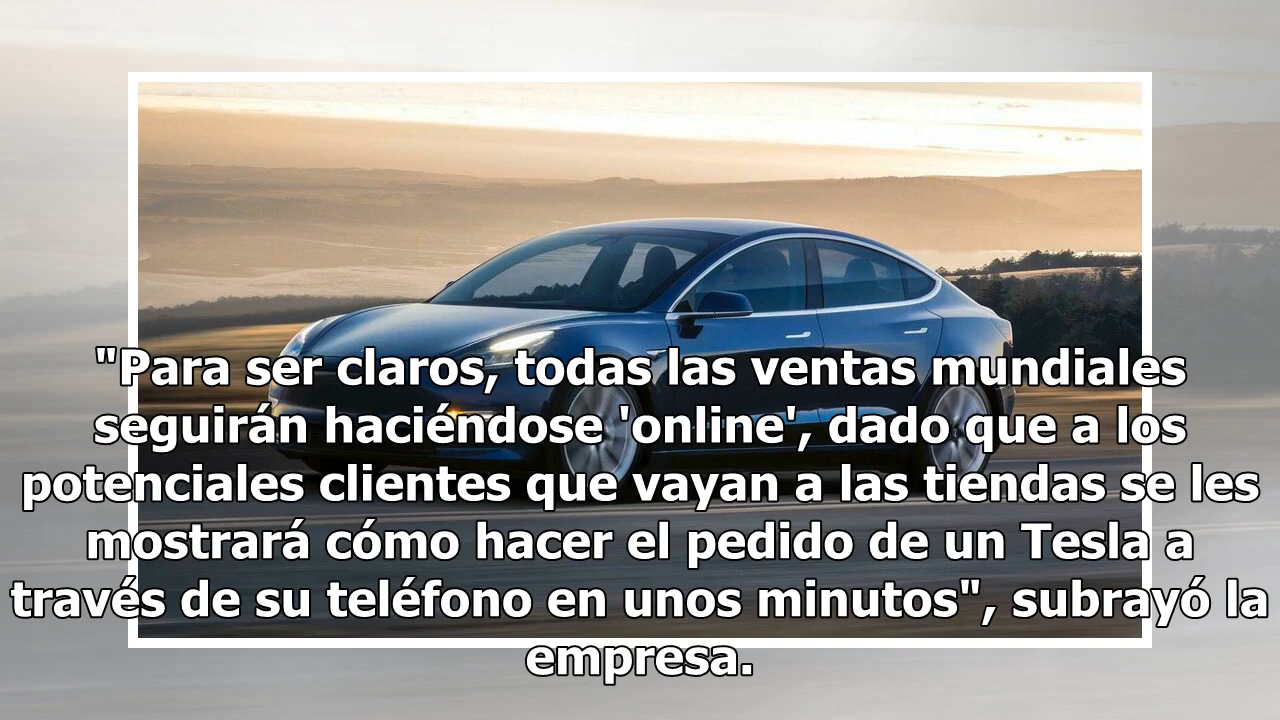 "Para ser claros, todas las ventas mundiales
seguirán haciéndose 'online', dado que a los
potenciales clientes que vayan a las tiendas se les
mostrará cómo hacer el pedido de un Tesla a
través de su teléfono en unos minutos", subrayó la
empresa.